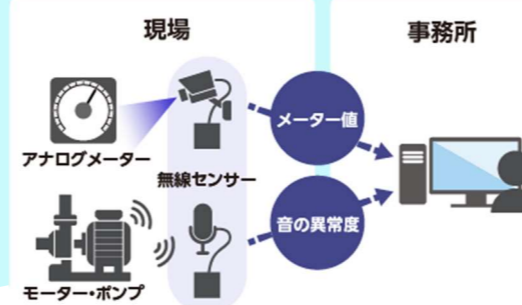 現場
事務所
アナログメーター
メーター値
無線センサー
音の異常度
モーター・ポンプ